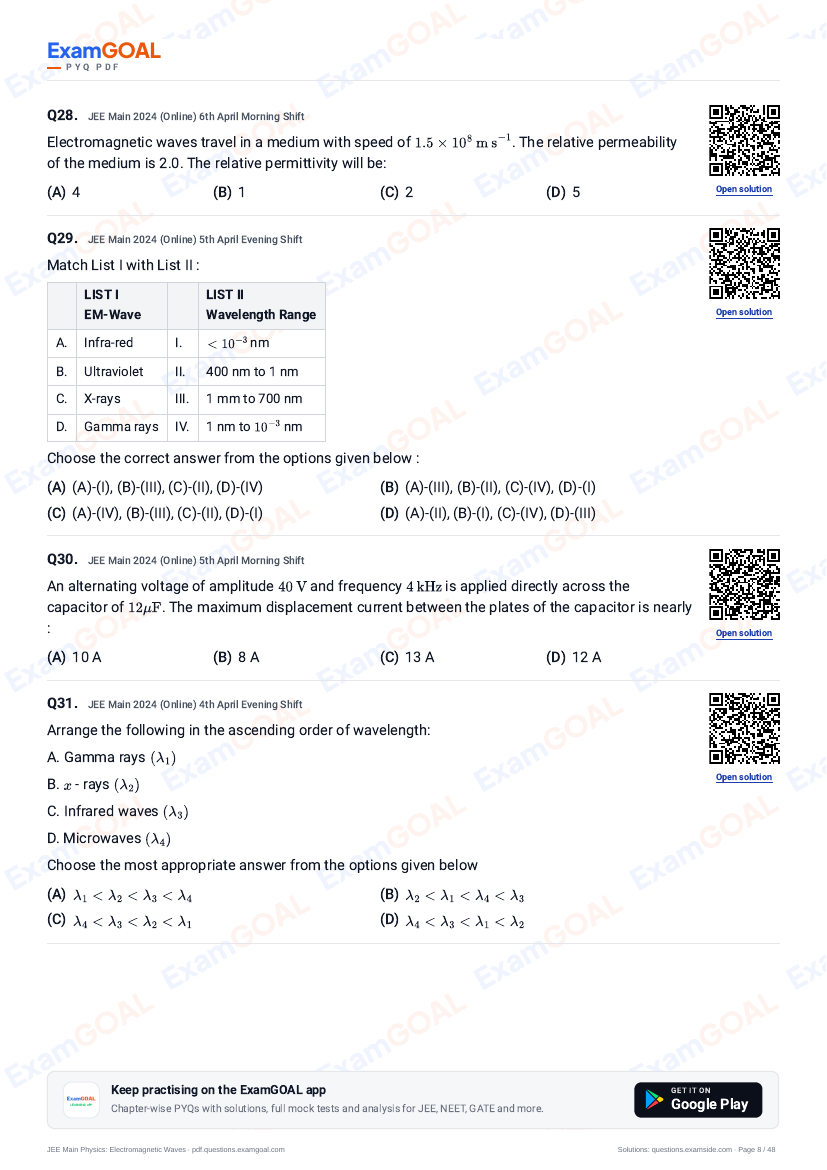 ExamGOAL
PYQ PDF
Q28. JEE Main 2024 (Online) 6th April Morning Shift
Electromagnetic waves travel in a medium with speed of 1.5 × 10⁸ m s⁻¹. The relative permeability
of the medium is 2.0. The relative permittivity will be:
(A) 4 (B) 1 (C) 2 (D) 5
Open solution
Q29. JEE Main 2024 (Online) 5th April Evening Shift
Match List I with List II :
LIST I LIST II
EM-Wave Wavelength Range
A. Infra-red I. < 10⁻³ nm
B. Ultraviolet II. 400 nm to 1 nm
C. X-rays III. 1 mm to 700 nm
D. Gamma rays IV. 1 nm to 10⁻³ nm
Open solution
Choose the correct answer from the options given below :
(A) (A)-(I), (B)-(III), (C)-(II), (D)-(IV) (B) (A)-(III), (B)-(II), (C)-(IV), (D)-(I)
(C) (A)-(IV), (B)-(III), (C)-(II), (D)-(I) (D) (A)-(II), (B)-(I), (C)-(IV), (D)-(III)
Q30. JEE Main 2024 (Online) 5th April Morning Shift
An alternating voltage of amplitude 40 V and frequency 4 kHz is applied directly across the
capacitor of 12μF. The maximum displacement current between the plates of the capacitor is nearly
:
(A) 10 A (B) 8 A (C) 13 A (D) 12 A
Open solution
Q31. JEE Main 2024 (Online) 4th April Evening Shift
Arrange the following in the ascending order of wavelength:
A. Gamma rays (λ₁)
B. x - rays (λ₂)
C. Infrared waves (λ₃)
D. Microwaves (λ₄)
Open solution
Choose the most appropriate answer from the options given below
(A) λ₁ < λ₂ < λ₃ < λ₄ (B) λ₂ < λ₁ < λ₄ < λ₃
(C) λ₄ < λ₃ < λ₂ < λ₁ (D) λ₄ < λ₃ < λ₁ < λ₂
ExamGOAL
Keep practising on the ExamGOAL app
Chapter-wise PYQs with solutions, full mock tests and analysis for JEE, NEET, GATE and more.
GET IT ON
Google Play
JEE Main Physics: Electromagnetic Waves · pdf.questions.examgoal.com
Solutions: questions.examside.com · Page 8 / 48